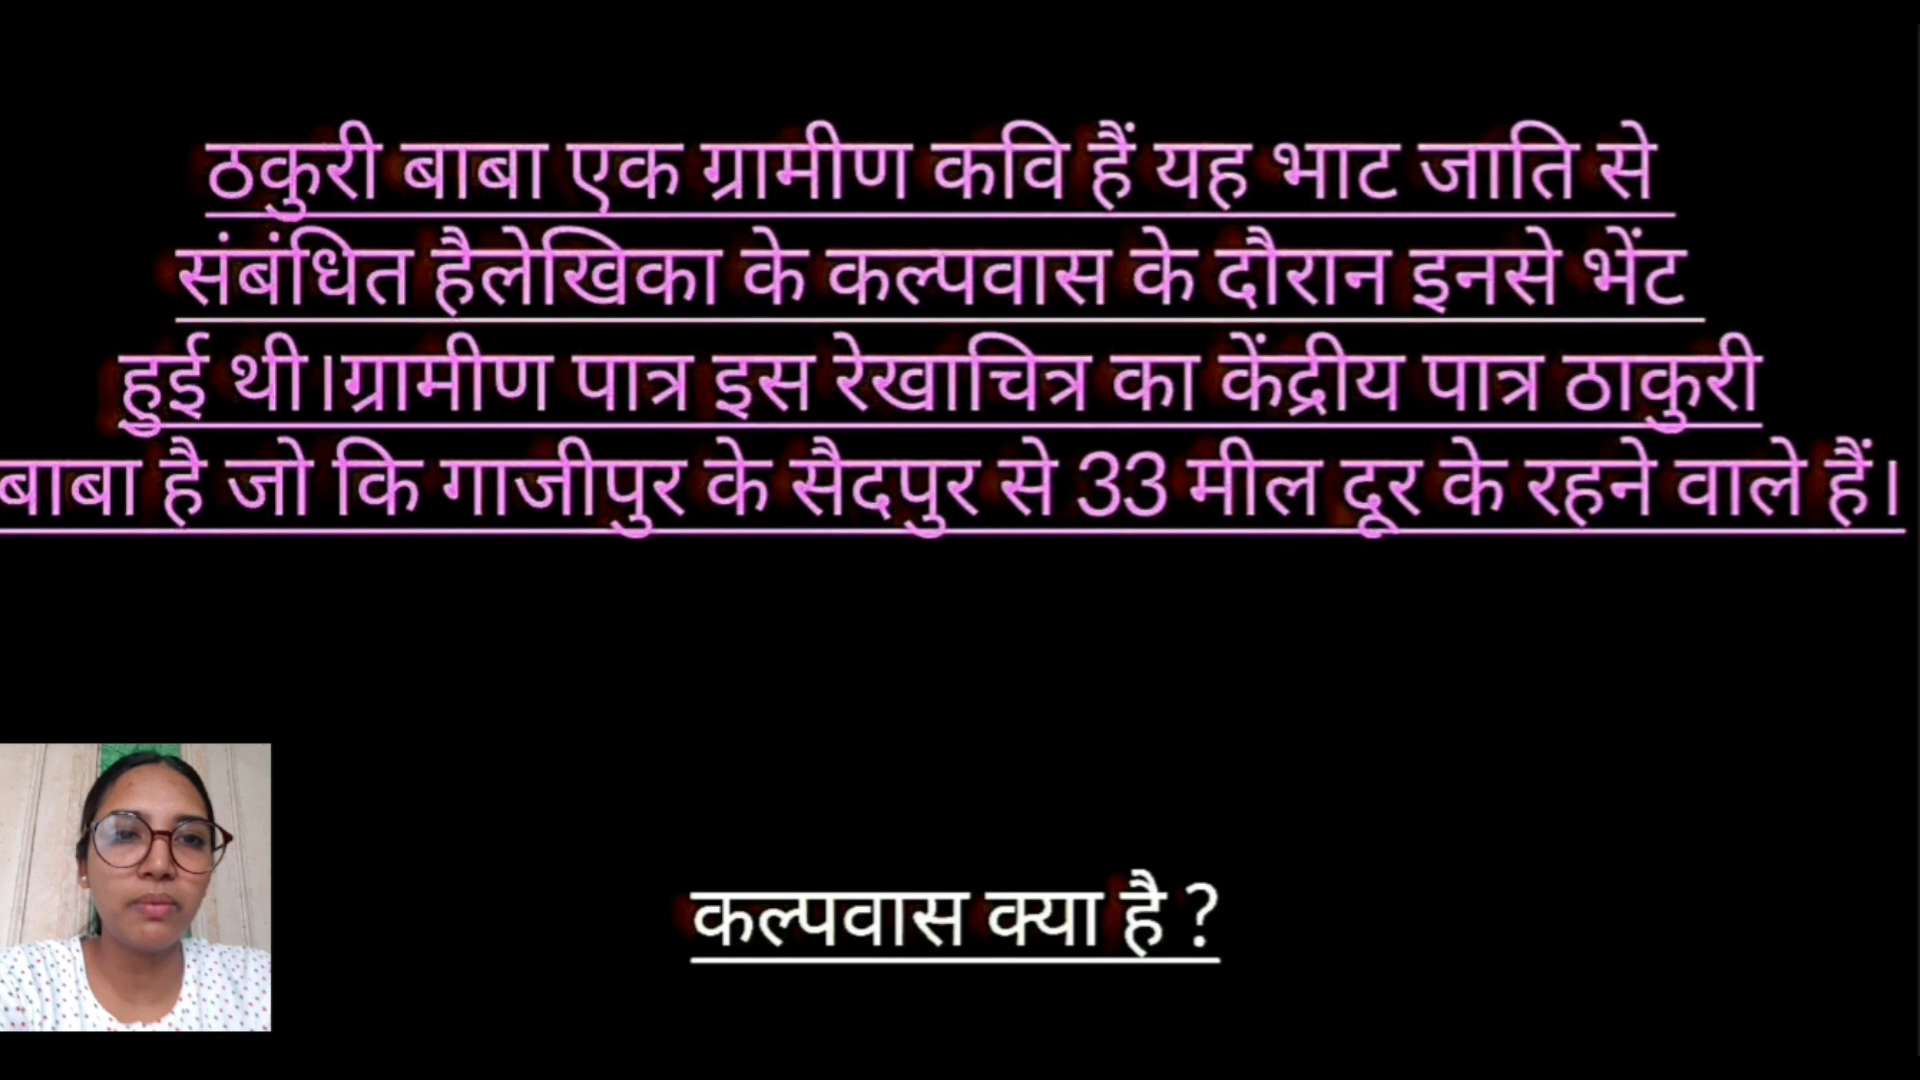 ठकुरी बाबा एक ग्रामीण कवि हैं यह भाट जाति से
संबंधित हैलेखिका के कल्पवास के दौरान इनसे भेंट
हुई थी।ग्रामीण पात्र इस रेखाचित्र का केंद्रीय पात्र ठाकुरी
बाबा है जो कि गाजीपुर के सैदपुर से 33 मील दूर के रहने वाले हैं।
कल्पवास क्या है ?